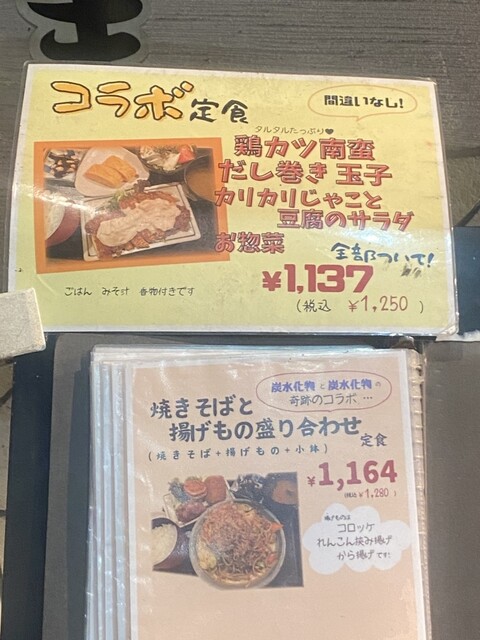 コラボ定食
間違いなし!
タルタルたっぷり♥
鶏カツ南蛮
だし巻き玉子
カリカリじゃこと
豆腐のサラダ
お惣菜
全部ついて!
¥1,137
(税込 ¥1,250)
ごはん みそ汁 香物付きです
炭水化物と炭水化物の
奇跡のコラボ…
焼きそばと
揚げもの盛り合わせ
定食
(焼きそば+揚げもの+小鉢)
¥1,164
(税込¥1,280)
揚げものは
コロッケ
れんこん挟み揚げ
から揚げです!